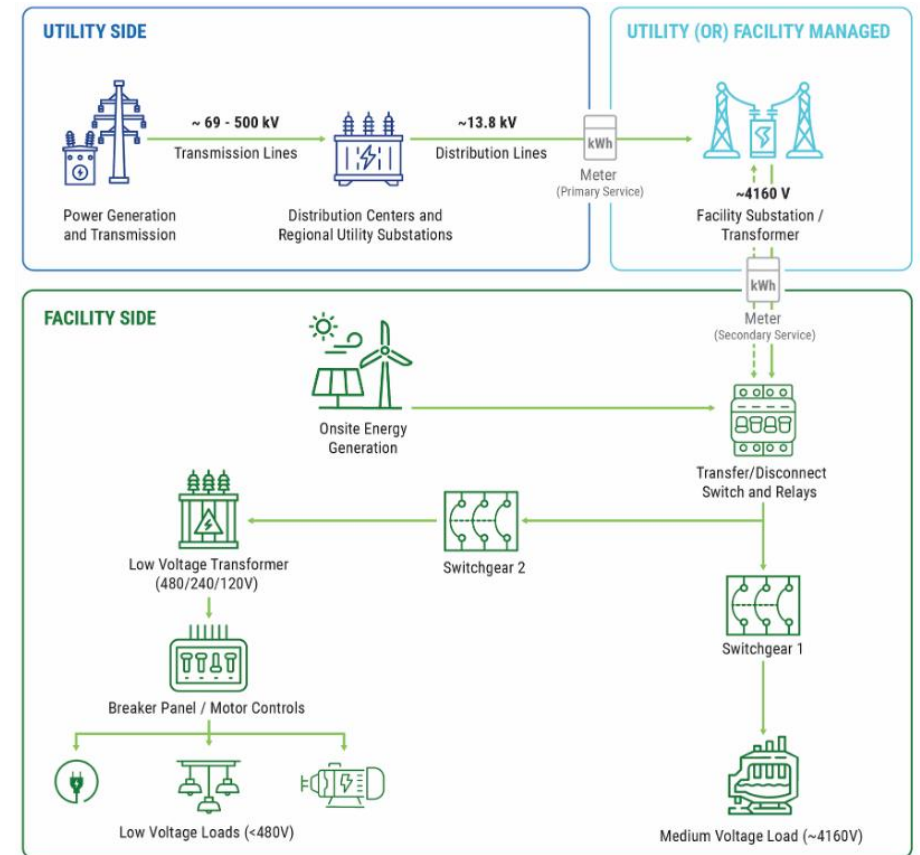 UTILITY SIDE
UTILITY (OR) FACILITY MANAGED
~ 69 - 500 kV
Transmission Lines
~13.8 kV
Distribution Lines
kWh
Meter
(Primary Service)
Power Generation
and Transmission
Distribution Centers and
Regional Utility Substations
~4160 V
Facility Substation /
Transformer
kWh
Meter
(Secondary Service)
FACILITY SIDE
Onsite Energy
Generation
Transfer/Disconnect
Switch and Relays
Low Voltage Transformer
(480/240/120V)
Switchgear 2
Switchgear 1
Breaker Panel / Motor Controls
Low Voltage Loads (<480V)
Medium Voltage Load (~4160V)